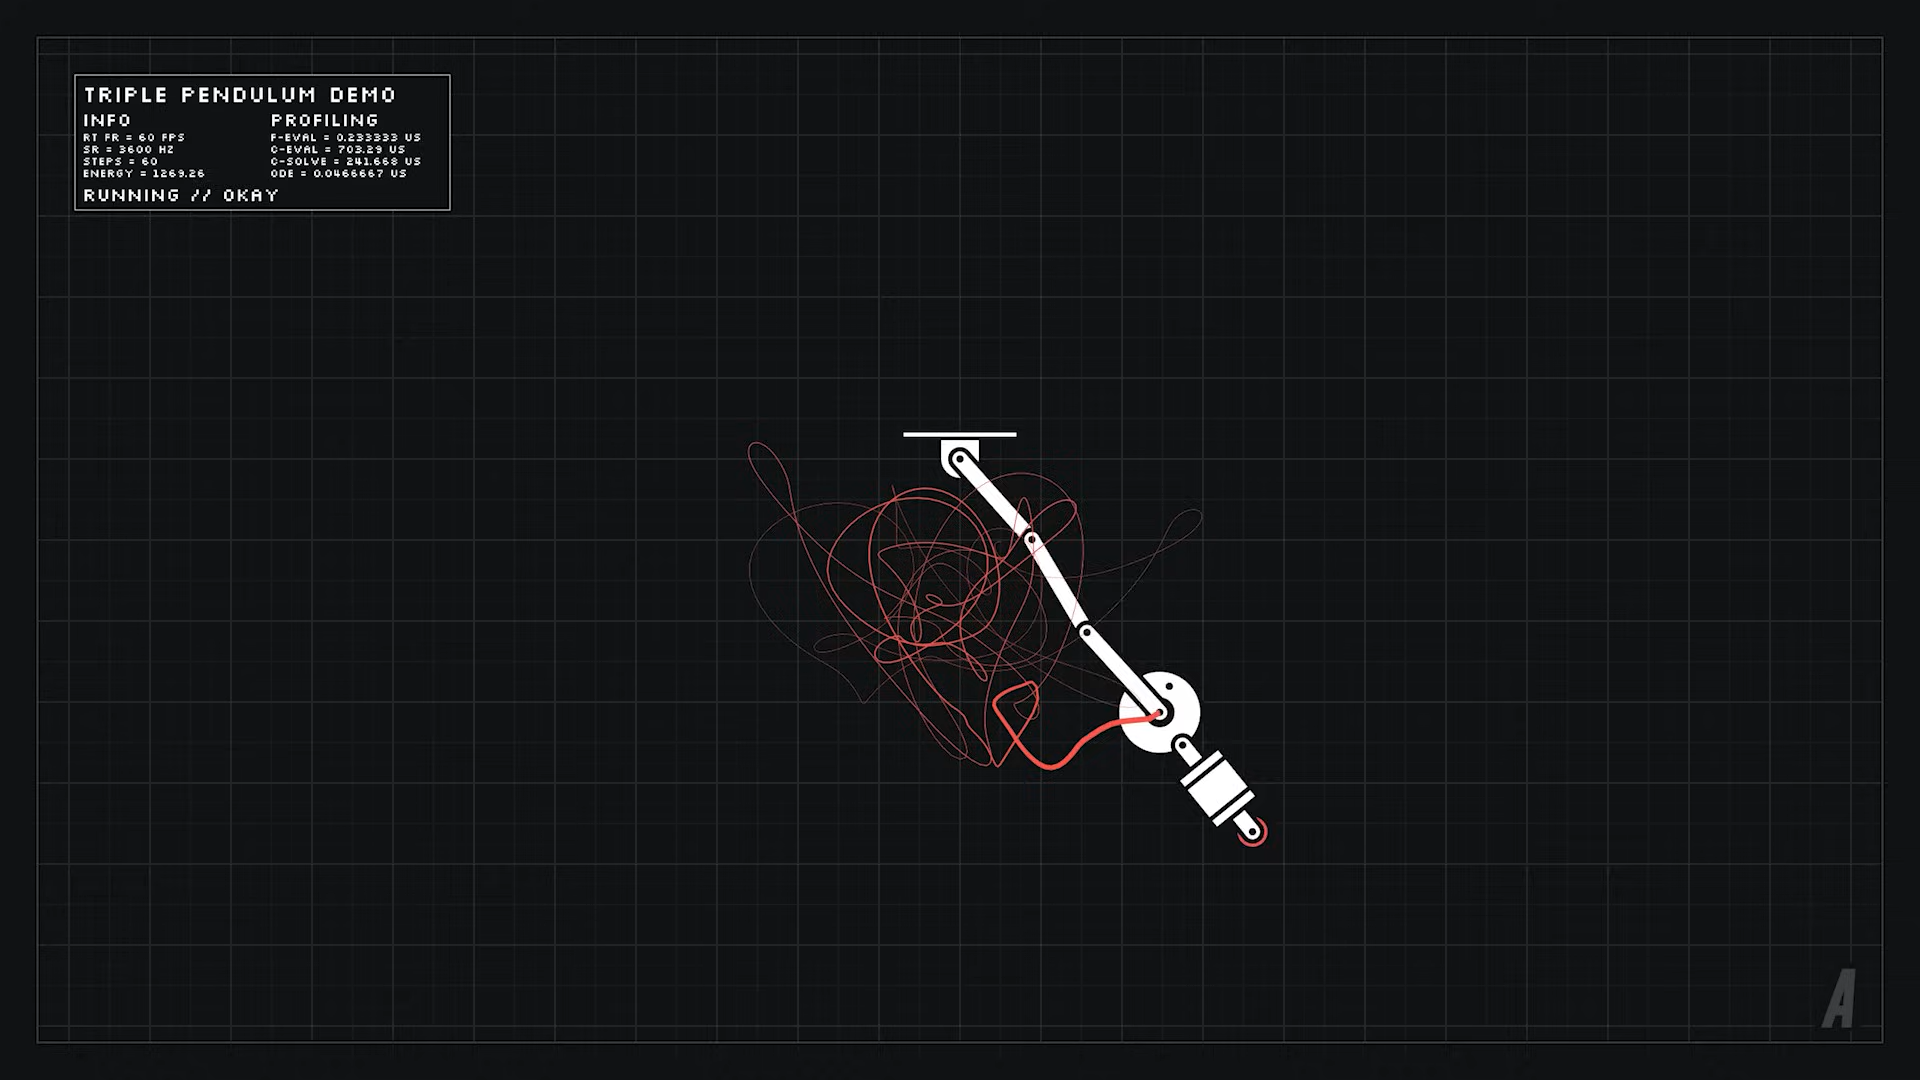 TRIPLE PENDULUM DEMO
INFO
RT FR = 60 FPS
SR = 3600 HZ
STEPS = 60
ENERGY = 1269.26
PROFILING
F-EVAL = 0.233333 US
C-EVAL = 703.29 US
C-SOLVE = 241.668 US
ODE = 0.0466667 US
RUNNING // OKAY
A